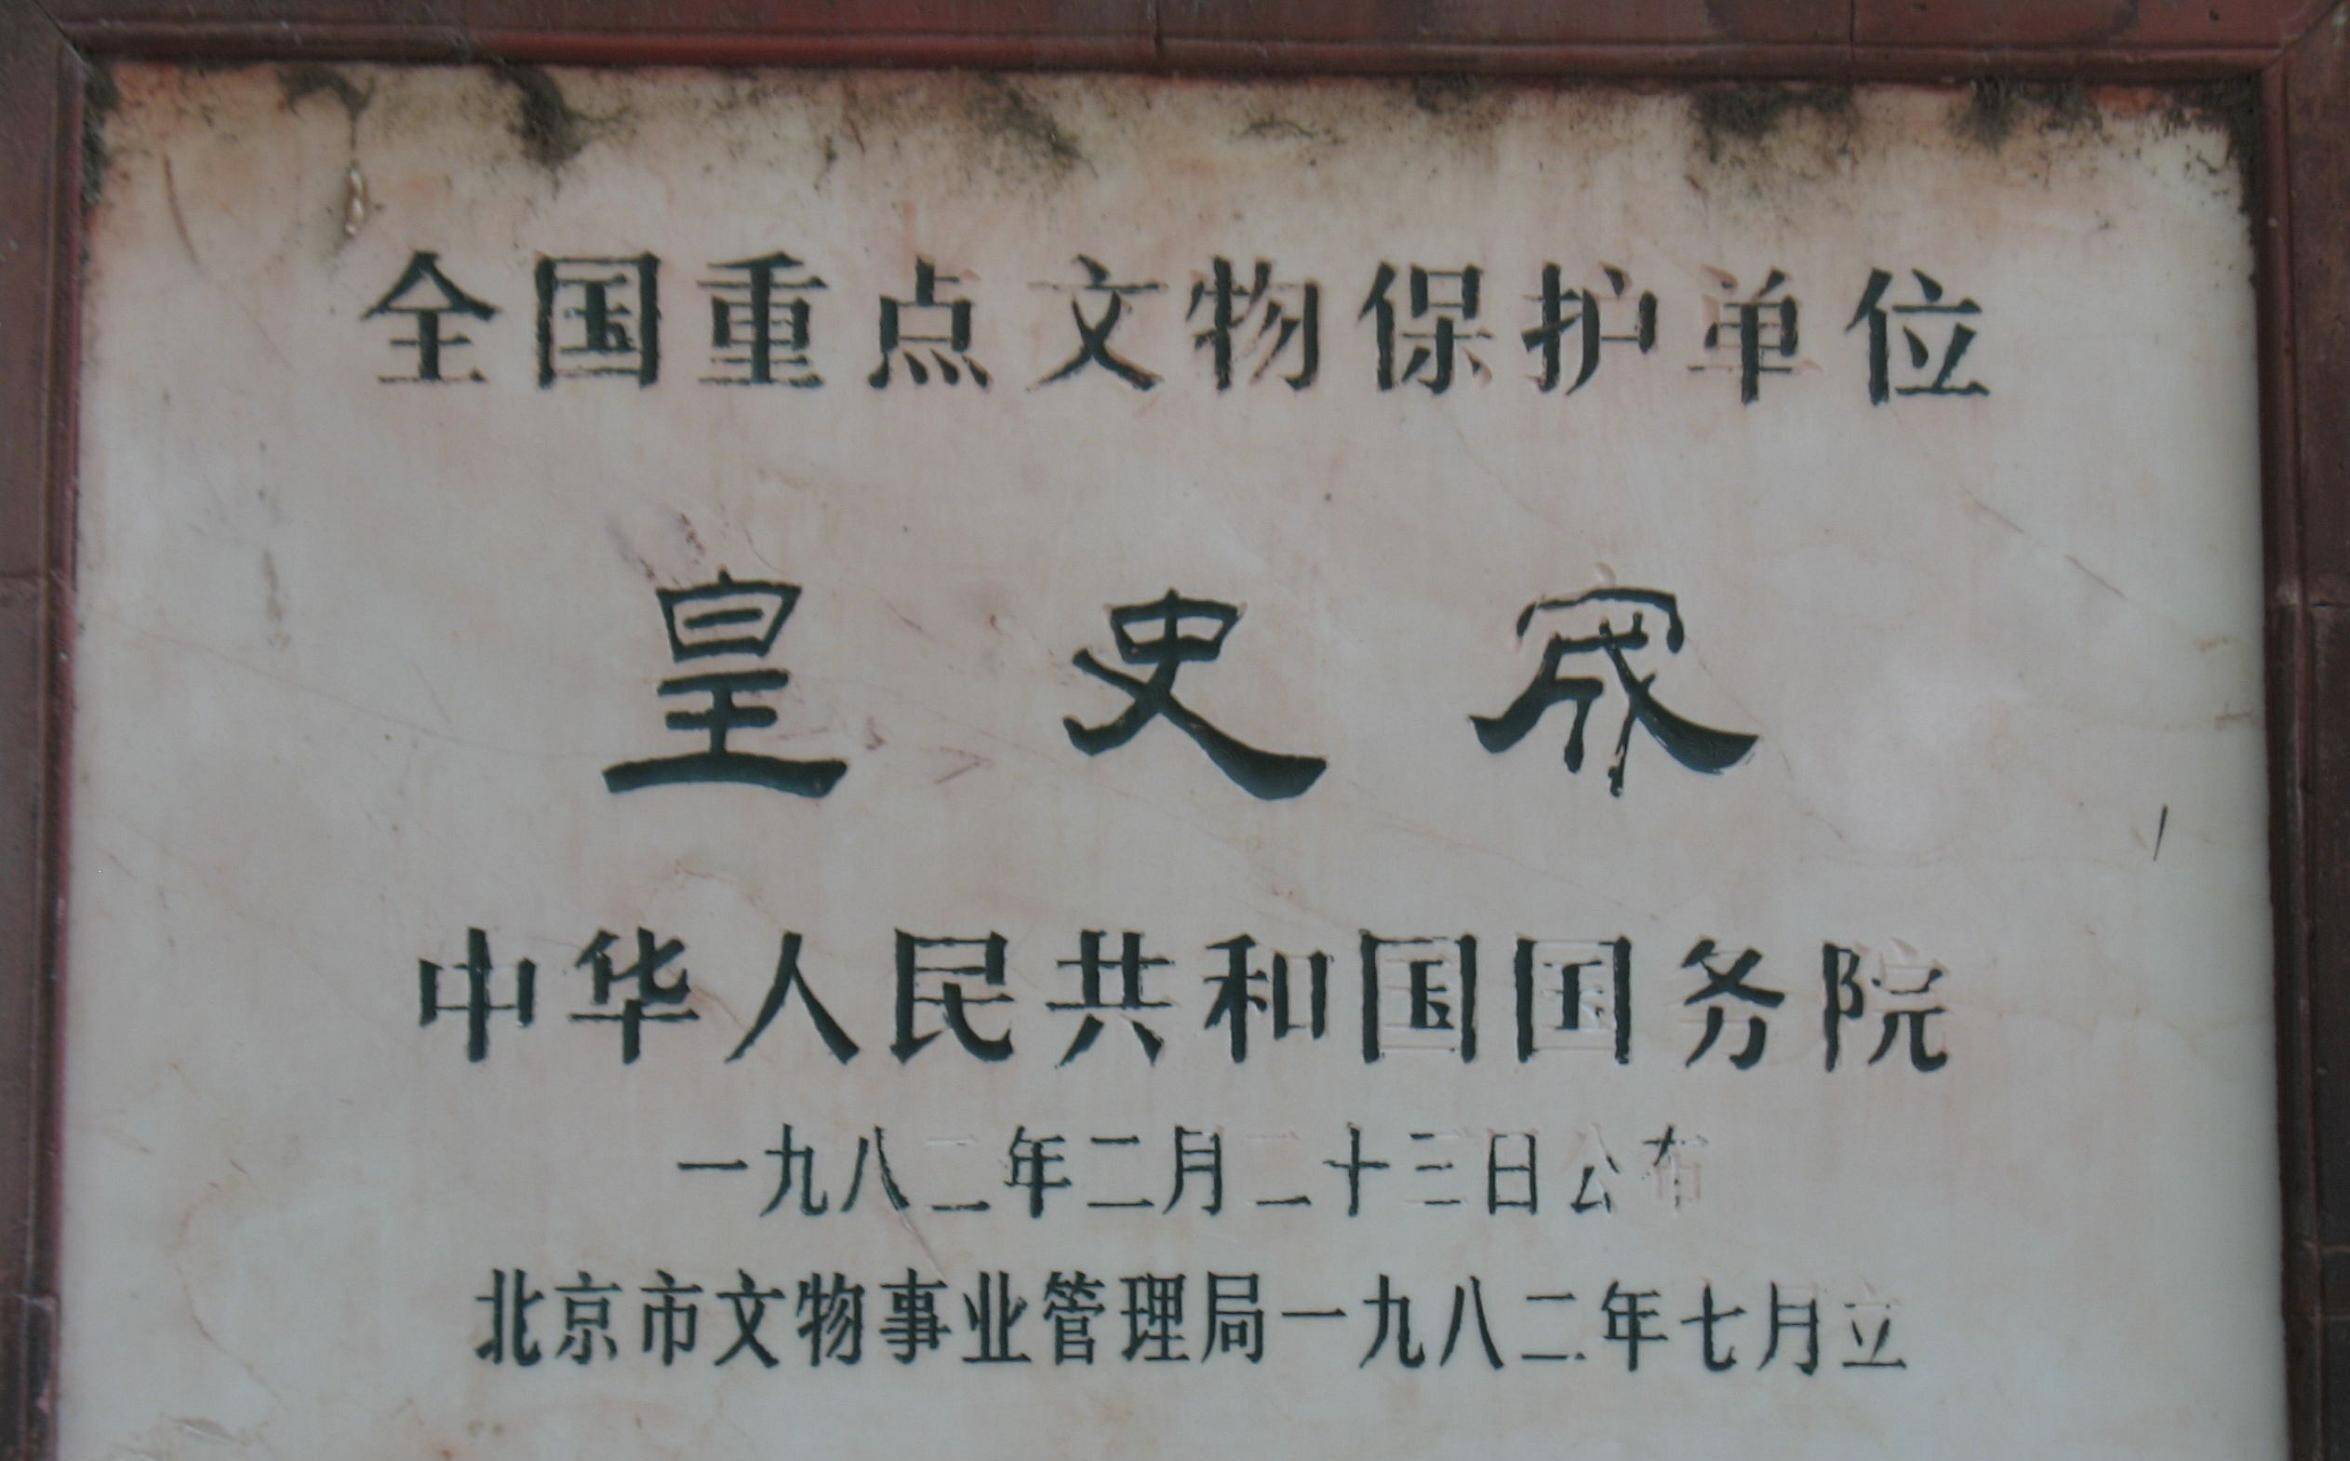 全国重点文物保护单位
皇史宬
中华人民共和国国务院
一九八二年二月二十三日公布
北京市文物事业管理局一九八二年七月立